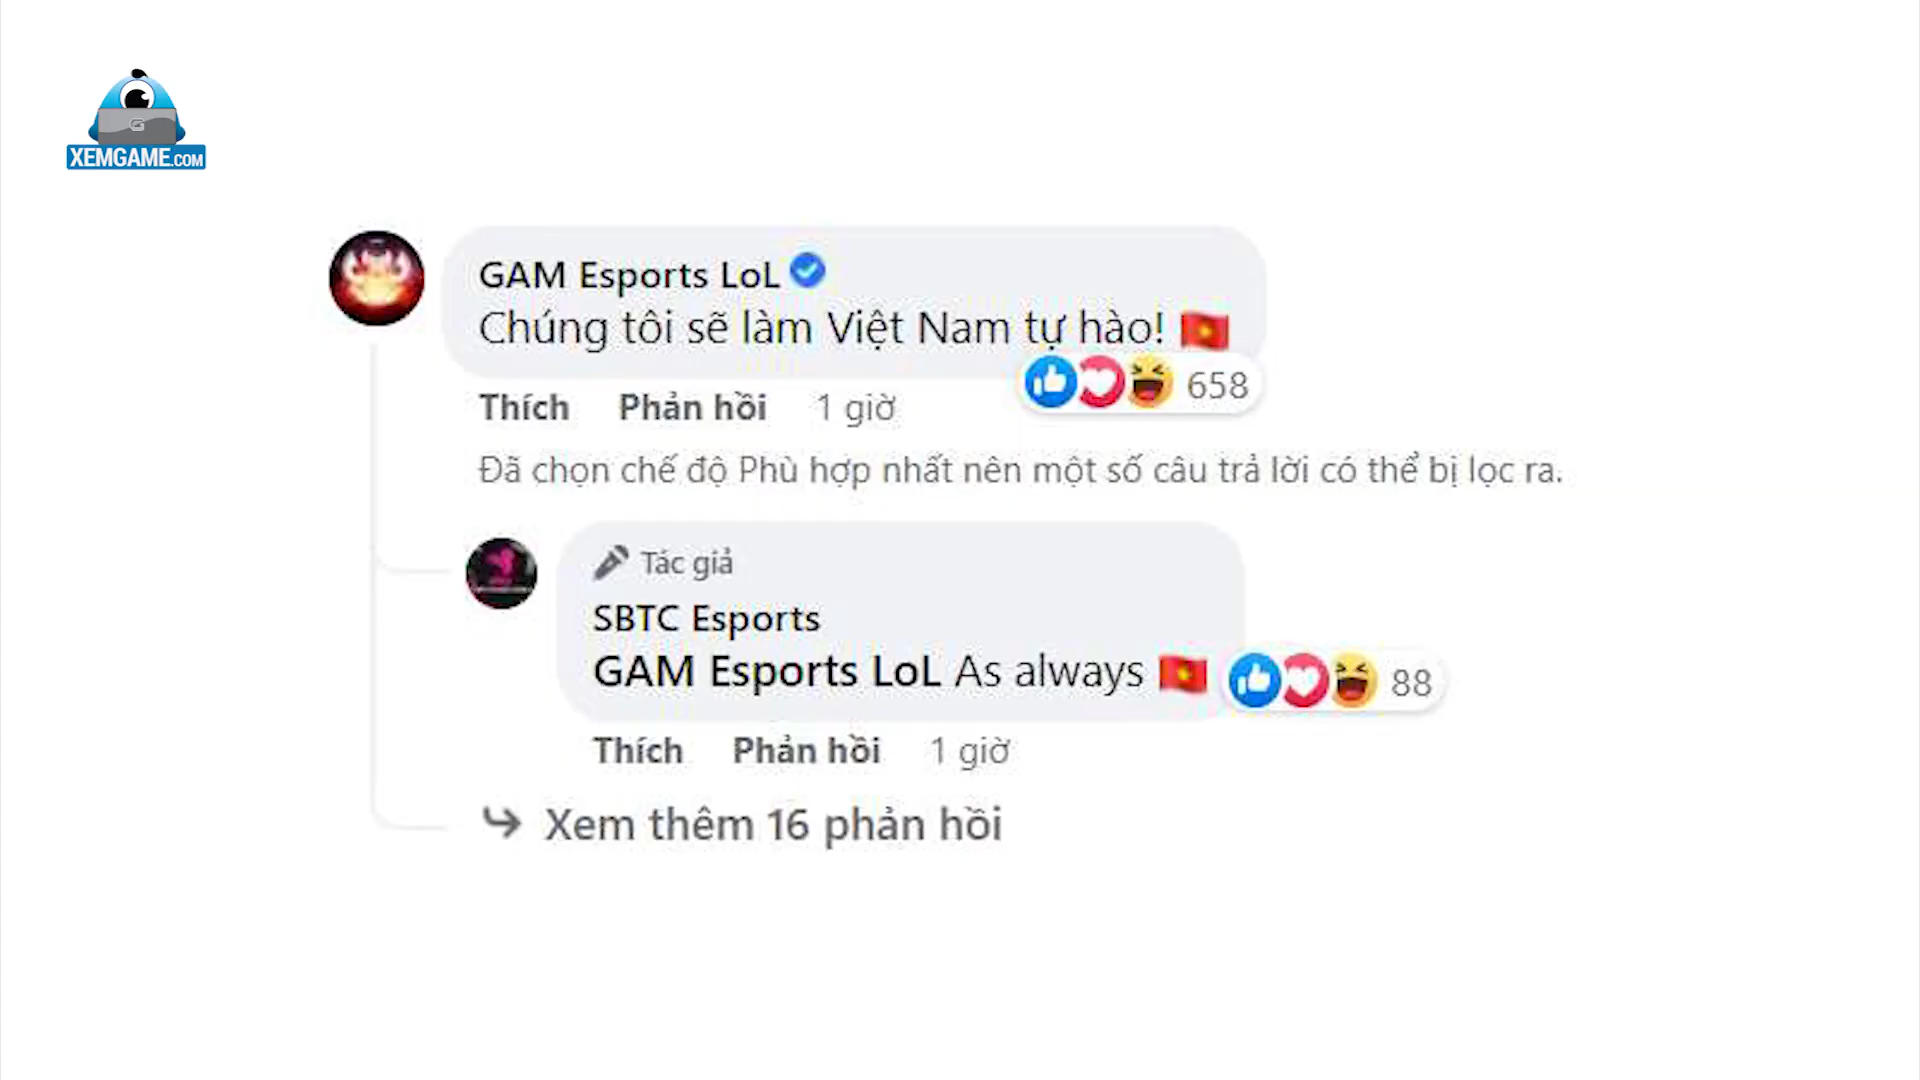 XEMGAME.COM
GAM Esports LoL
Chúng tôi sẽ làm Việt Nam tự hào! 🇻🇳
658
Thích Phản hồi 1 giờ
Đã chọn chế độ Phù hợp nhất nên một số câu trả lời có thể bị lọc ra.
Tác giả
SBTC Esports
GAM Esports LoL As always 🇻🇳
88
Thích Phản hồi 1 giờ
Xem thêm 16 phản hồi